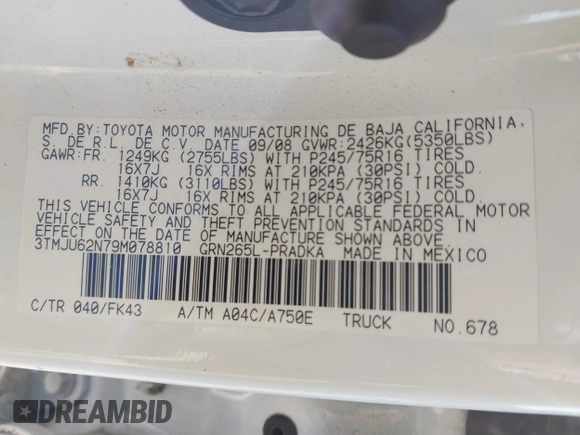 MFD.BY:TOYOTA MOTOR MANUFACTURING DE BAJA CALIFORNIA,
S. DE R.L. DE C.V. DATE 09/08 GVWR:2426KG(5350LBS)
GAWR:FR. 1249KG (2755LBS) WITH P245/75R16 TIRES
16X7J 16X RIMS AT 210KPA (30PSI) COLD.
RR. 1410KG (3110LBS) WITH P245/75R16 TIRES
16X7J 16X RIMS AT 210KPA (30PSI) COLD.
THIS VEHICLE CONFORMS TO ALL APPLICABLE FEDERAL MOTOR
VEHICLE SAFETY AND THEFT PREVENTION STANDARDS IN
EFFECT ON THE DATE OF MANUFACTURE SHOWN ABOVE.
3TMJU62N79M078810 GRN265L-PRADKA MADE IN MEXICO
C/TR 040/FK43 A/TM A04C/A750E TRUCK NO.678
DREAMBID